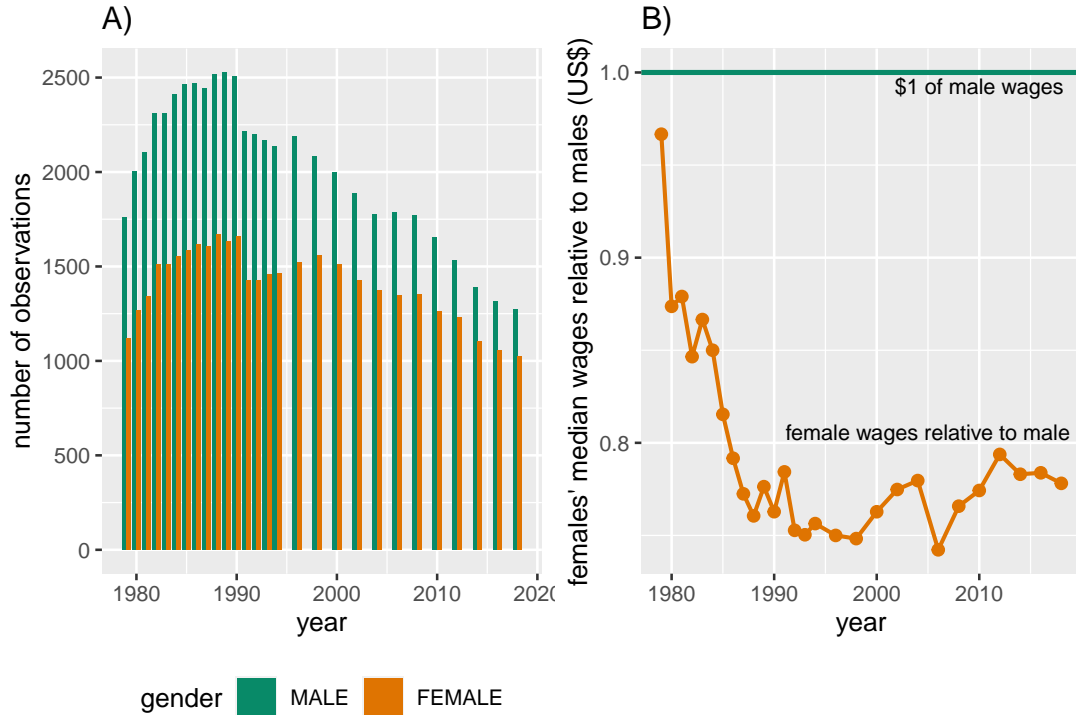 A)
number of observations
2500
2000
1500
1000
500
0
1980
1990
2000
2010
2020
year
B)
females' median wages relative to males (US$)
1.0
0.9
0.8
$1 of male wages
female wages relative to male
1980
1990
2000
2010
year
gender
MALE
FEMALE